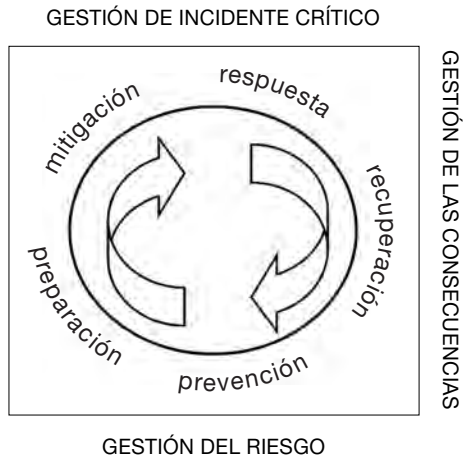 GESTIÓN DE INCIDENTE CRÍTICO
mitigación
respuesta
recuperación
preparación
prevención
GESTIÓN DE LAS CONSECUENCIAS
GESTIÓN DEL RIESGO